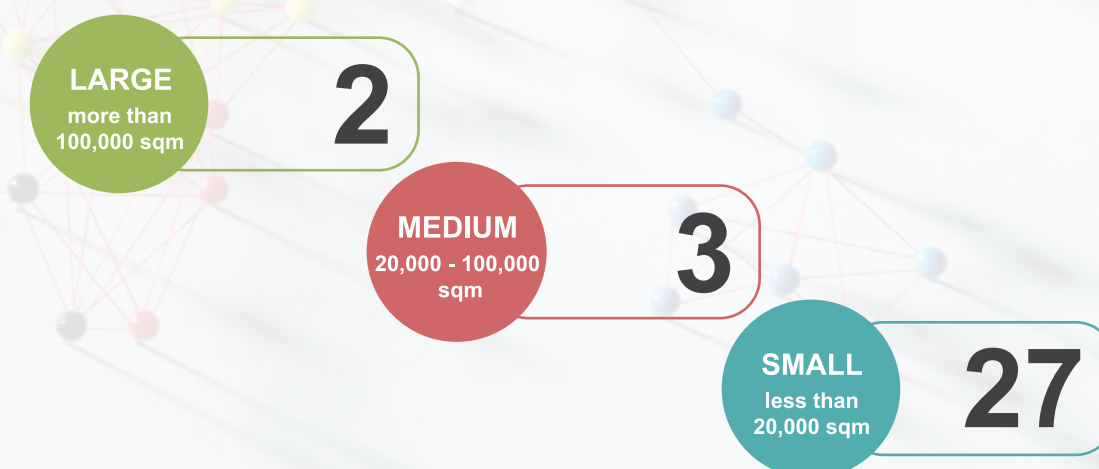 LARGE
more than
100,000 sqm
2
MEDIUM
20,000 - 100,000
sqm
3
SMALL
less than
20,000 sqm
27